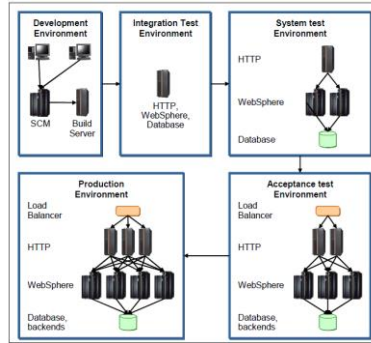 Development
Environment
SCM
Build
Server
Integration Test
Environment
HTTP,
WebSphere,
Database
System test
Environment
HTTP
WebSphere
Database
Production
Environment
Load
Balancer
HTTP
WebSphere
Database,
backends
Acceptance test
Environment
Load
Balancer
HTTP
WebSphere
Database,
backends